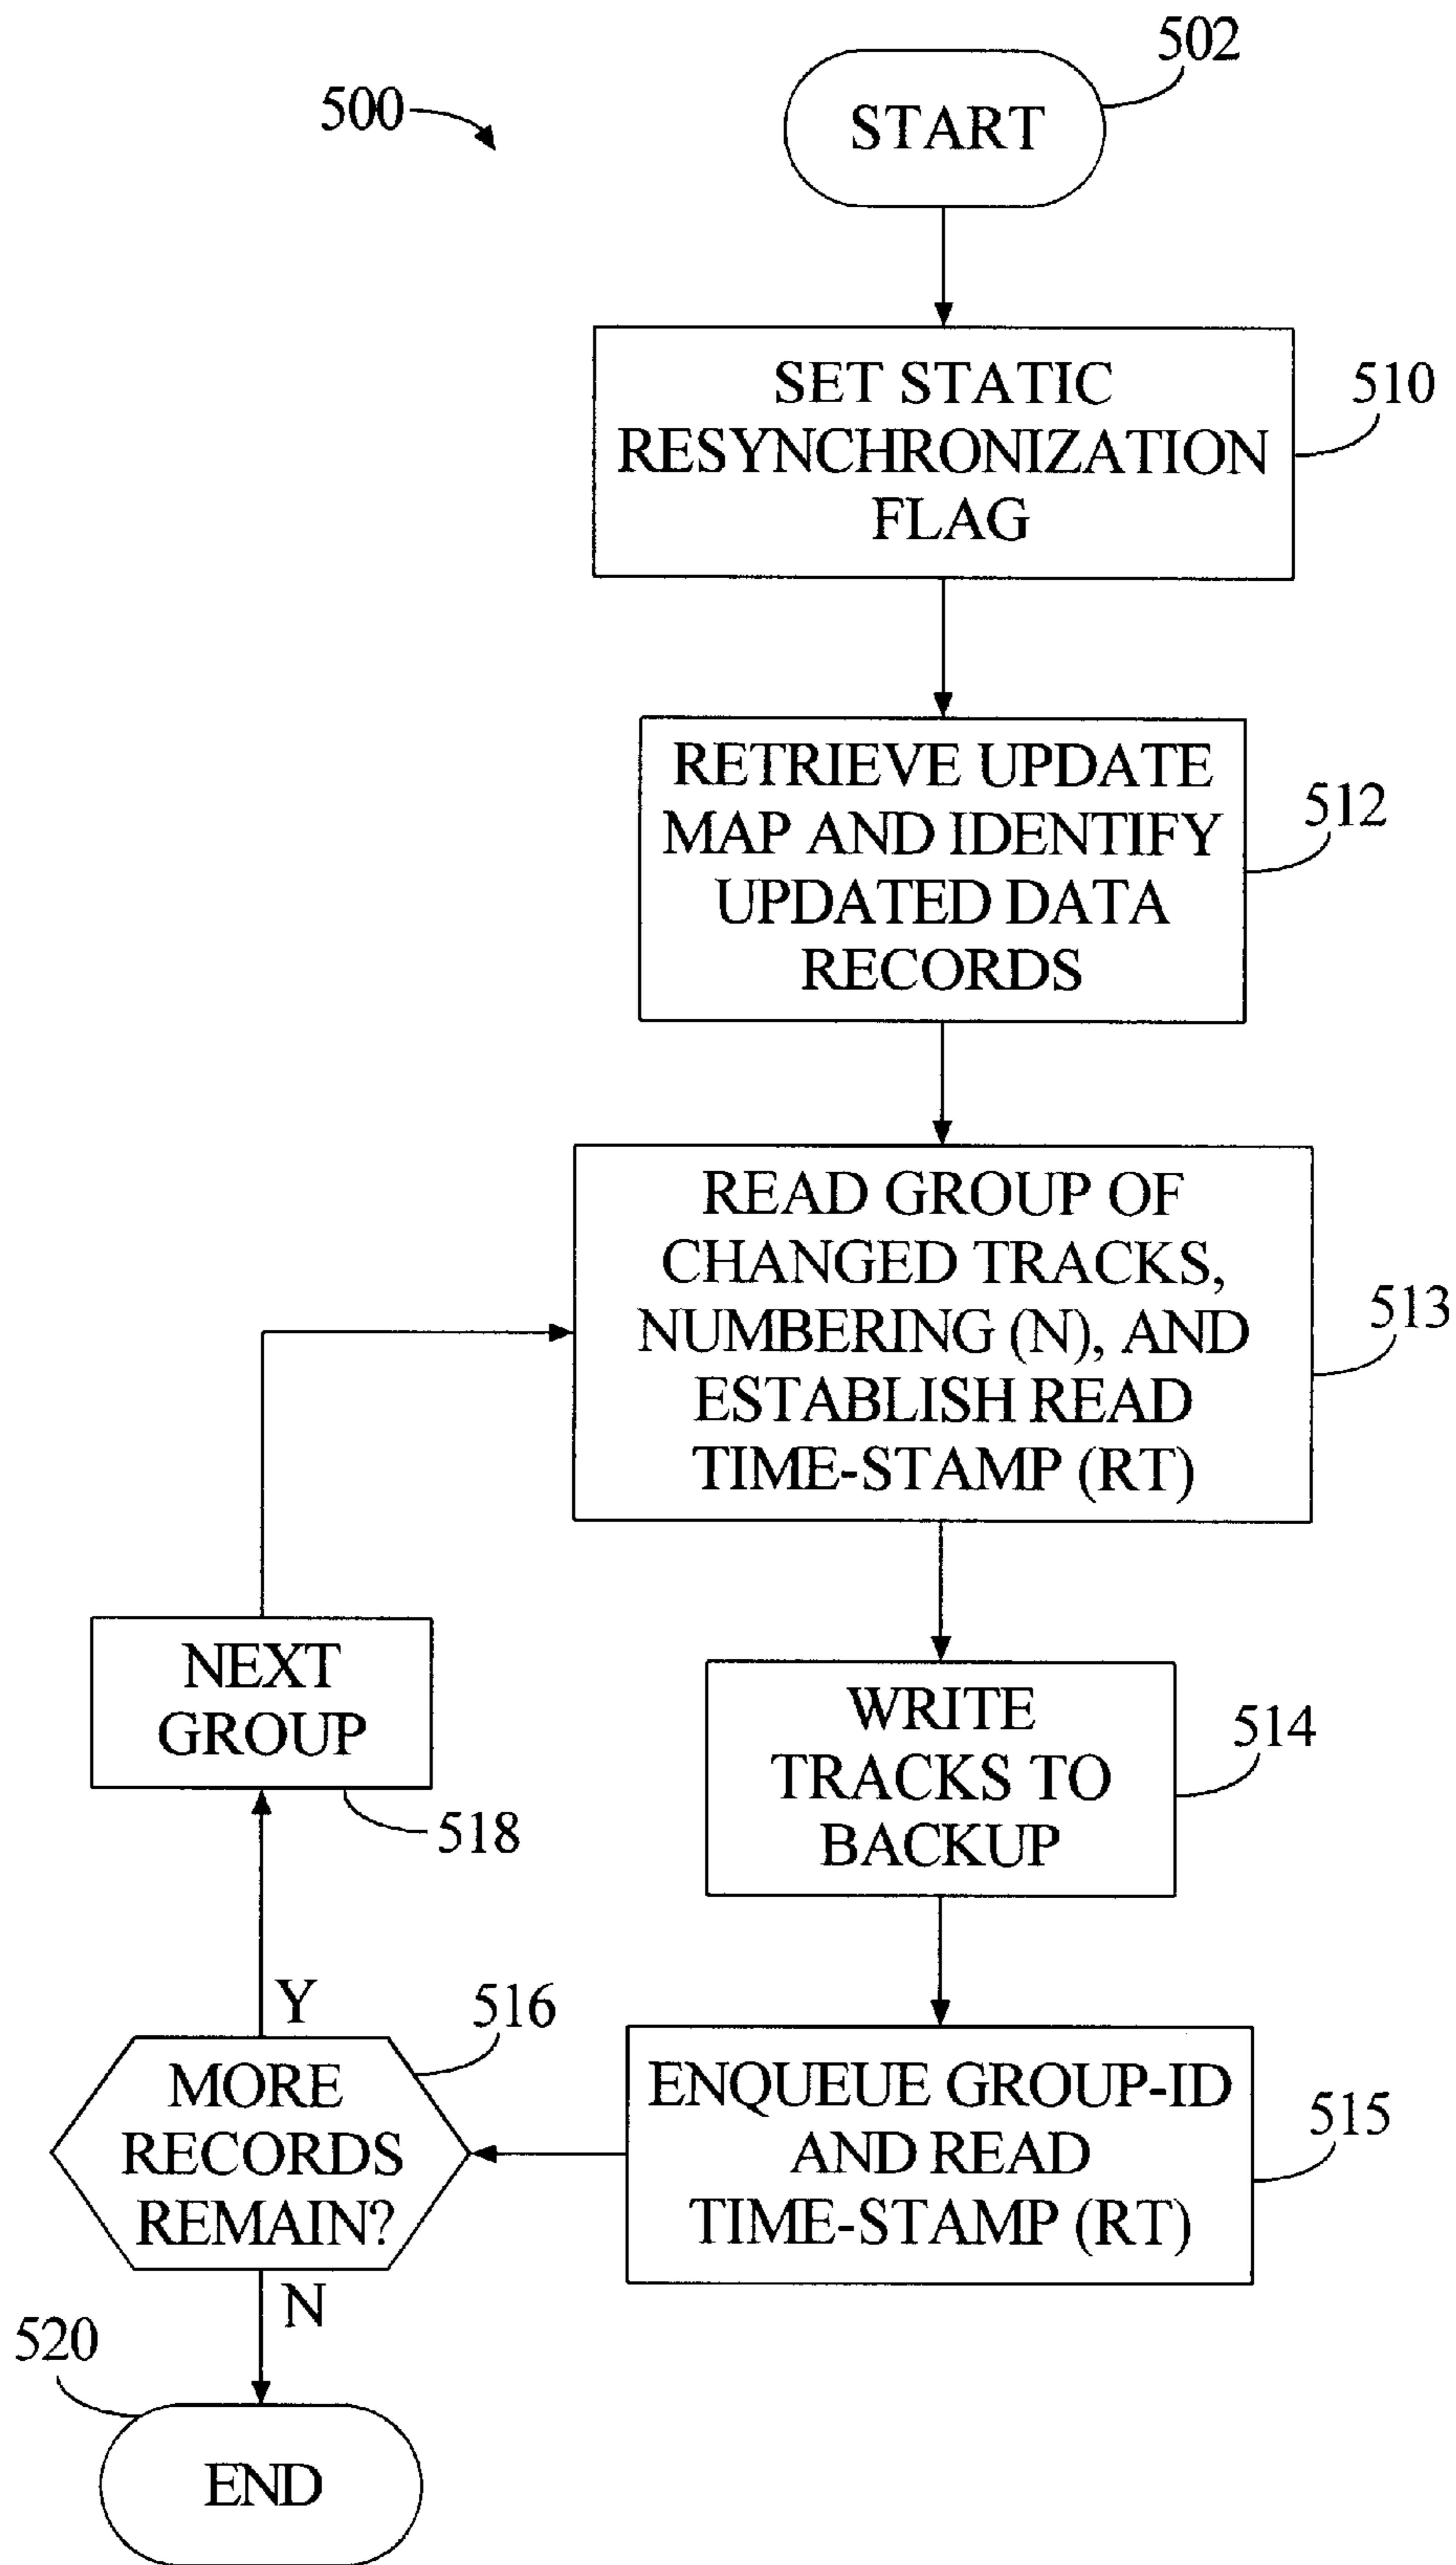 502
500
START
SET STATIC
RESYNCHRONIZATION
FLAG
510
RETRIEVE UPDATE
MAP AND IDENTIFY
UPDATED DATA
RECORDS
512
READ GROUP OF
CHANGED TRACKS,
NUMBERING (N), AND
ESTABLISH READ
TIME-STAMP (RT)
513
NEXT
GROUP
518
WRITE
TRACKS TO
BACKUP
514
ENQUEUE GROUP-ID
AND READ
TIME-STAMP (RT)
515
Y
516
MORE
RECORDS
REMAIN?
N
520
END